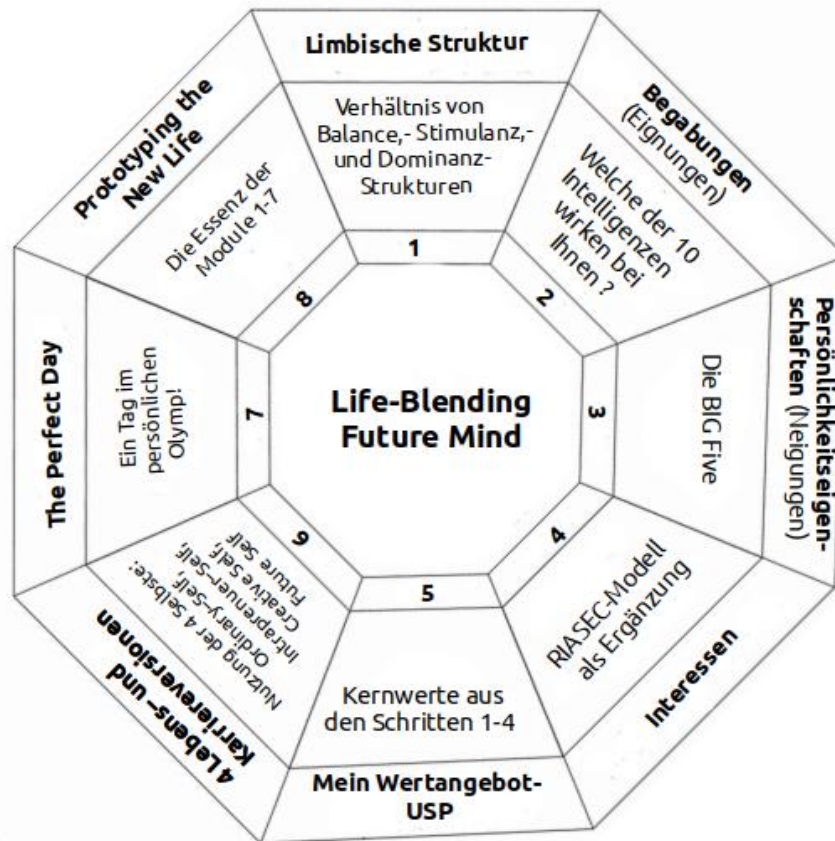 Life-Blending
Future Mind
Limbische Struktur
Verhältnis von
Balance,- Stimulanz,-
und Dominanz-
Strukturen
1
Begabungen
(Eignungen)
Welche der 10
Intelligenzen
wirken bei
Ihnen ?
2
Persönlichkeitseigen-
schaften (Neigungen)
Die BIG Five
3
Interessen
RIASEC-Modell
als Ergänzung
4
5
Kernwerte aus
den Schritten 1-4
Mein Wertangebot-
USP
4 Lebens- und
Karriereversionen
Nutzung der 4 Selbste:
Ordinary-Self,
Intraprenuer-Self,
Creative Self,
Future Self
6
The Perfect Day
Ein Tag im
persönlichen
Olymp!
7
Prototyping the
New Life
Die Essenz der
Module 1-7
8